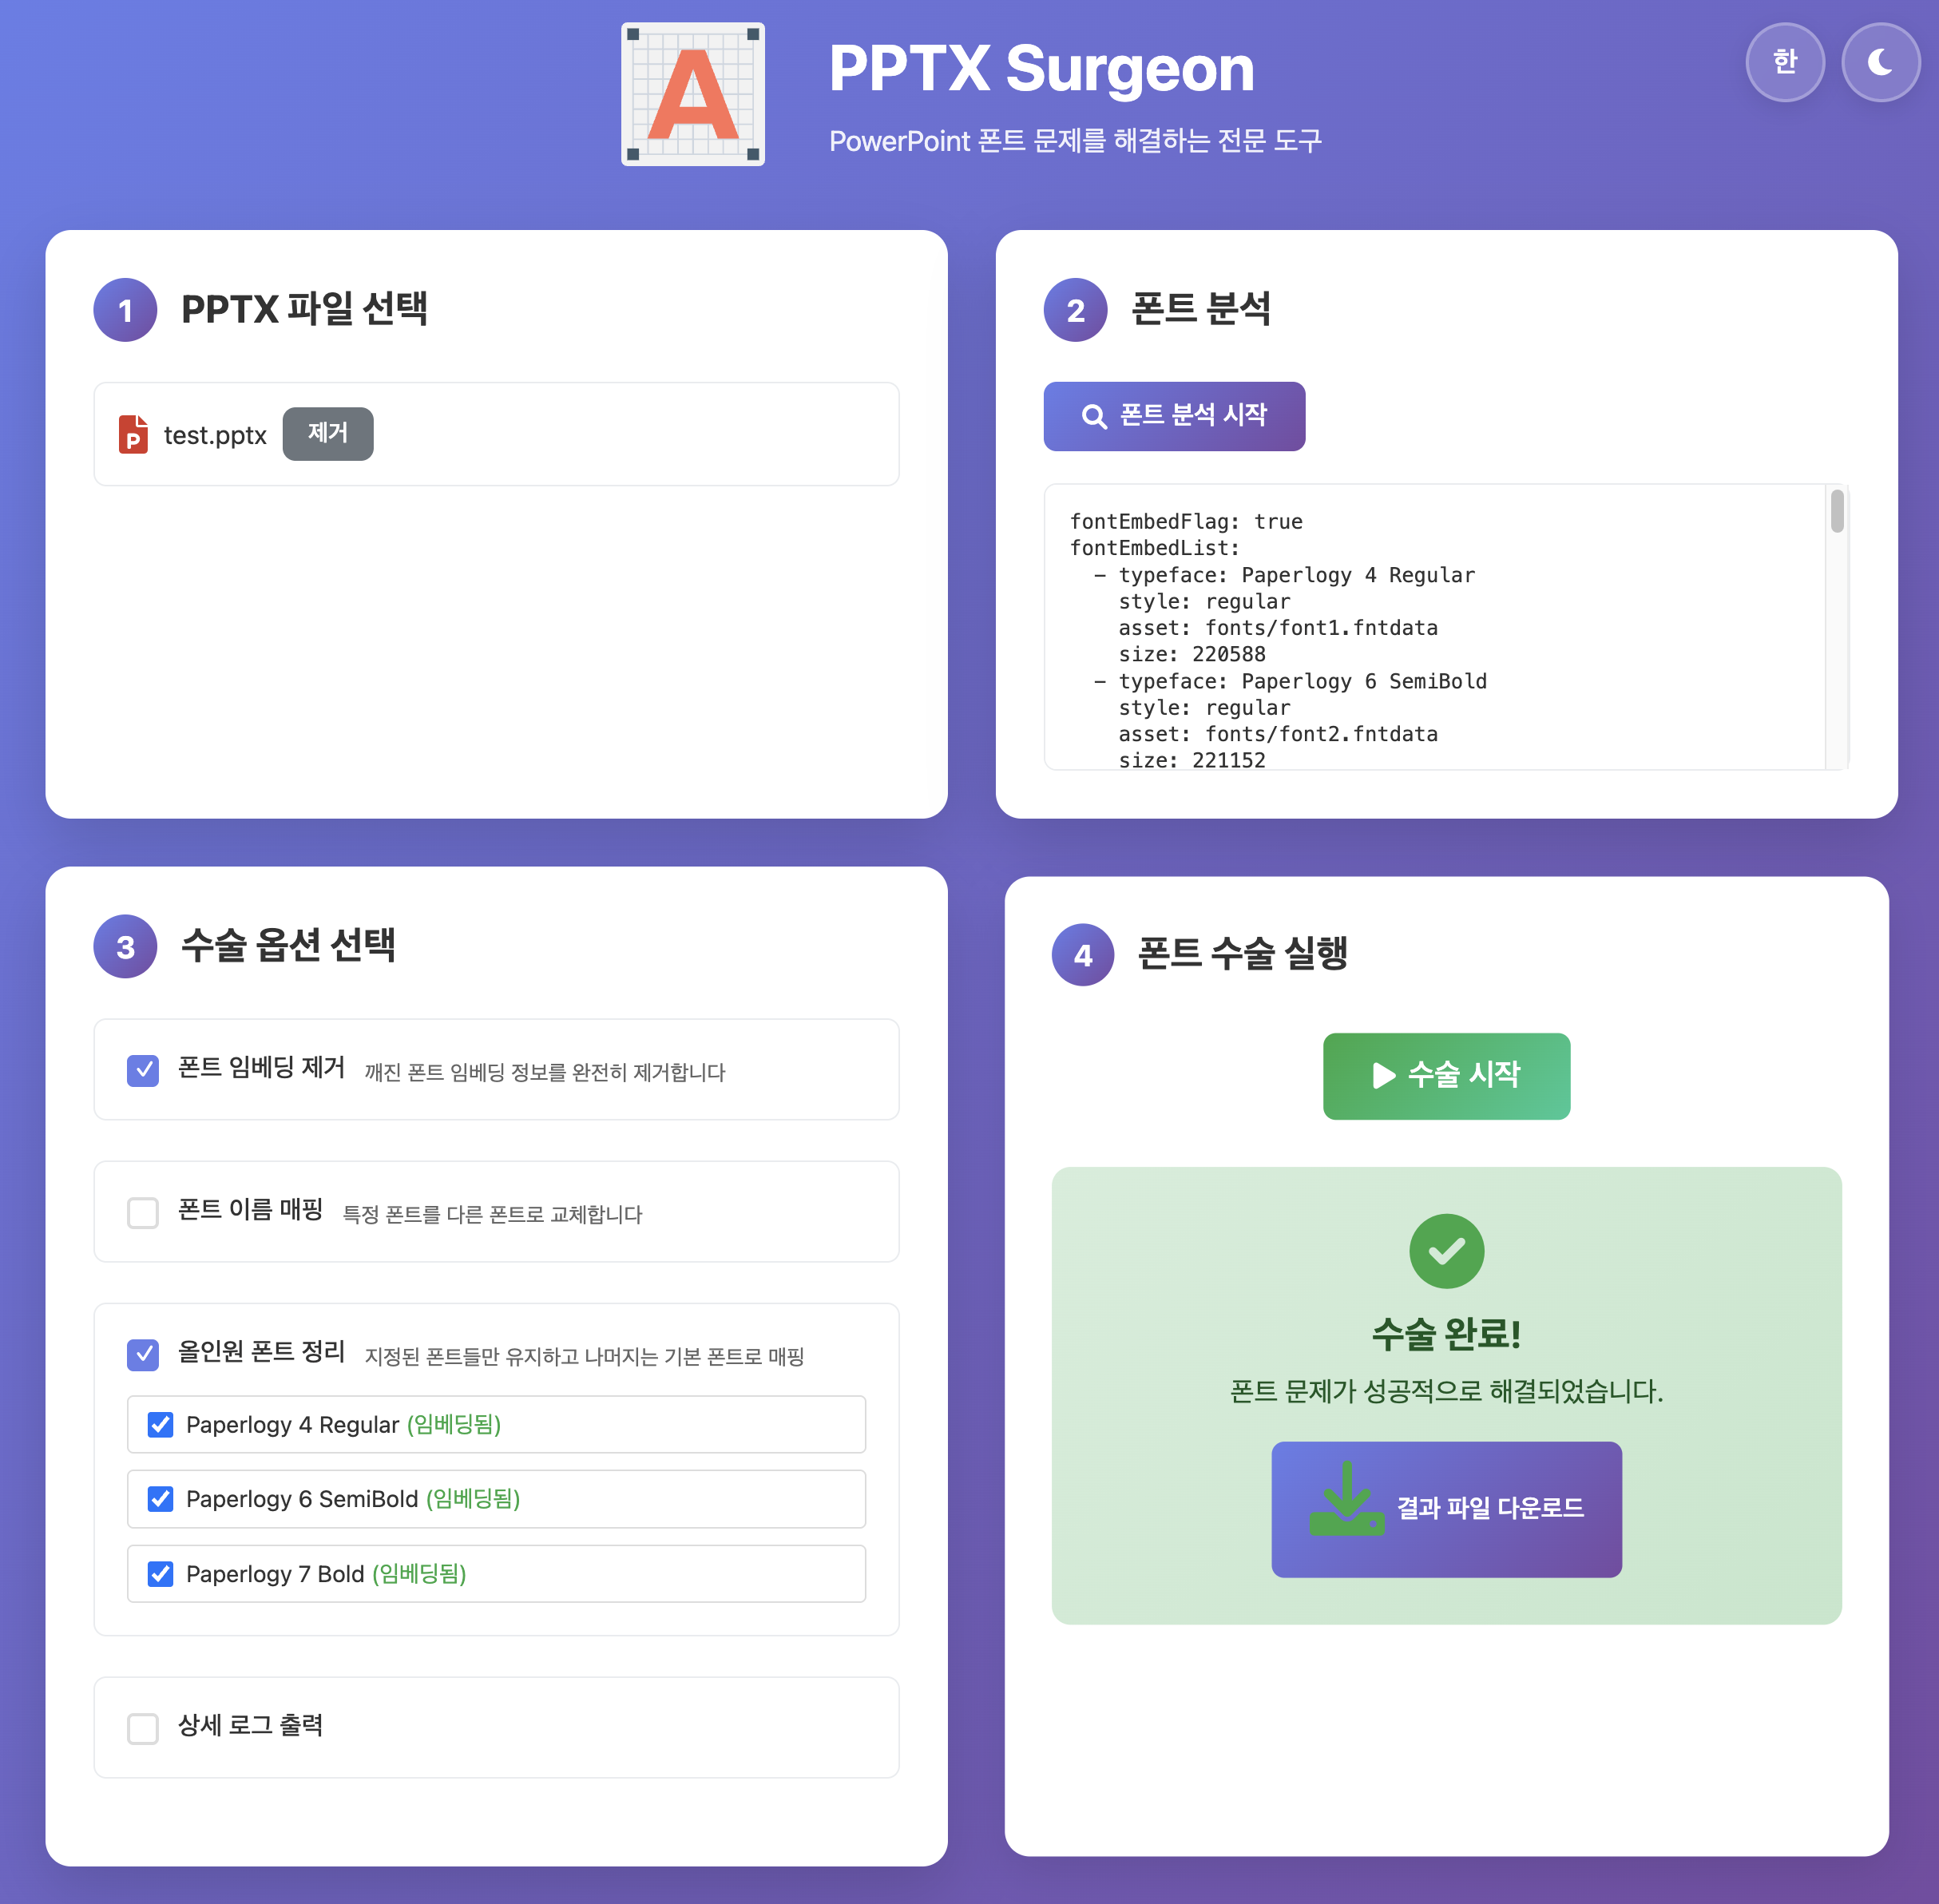 A
PPTX Surgeon
PowerPoint 폰트 문제를 해결하는 전문 도구
한
1
PPTX 파일 선택
P
test.pptx
제거
2
폰트 분석
폰트 분석 시작
fontEmbedFlag: true
fontEmbedList:
- typeface: Paperlogy 4 Regular
style: regular
asset: fonts/font1.fntdata
size: 220588
- typeface: Paperlogy 6 SemiBold
style: regular
asset: fonts/font2.fntdata
size: 221152
3
수술 옵션 선택
폰트 임베딩 제거 깨진 폰트 임베딩 정보를 완전히 제거합니다
폰트 이름 매핑 특정 폰트를 다른 폰트로 교체합니다
올인원 폰트 정리 지정된 폰트들만 유지하고 나머지는 기본 폰트로 매핑
Paperlogy 4 Regular (임베딩됨)
Paperlogy 6 SemiBold (임베딩됨)
Paperlogy 7 Bold (임베딩됨)
상세 로그 출력
4
폰트 수술 실행
수술 시작
수술 완료!
폰트 문제가 성공적으로 해결되었습니다.
결과 파일 다운로드